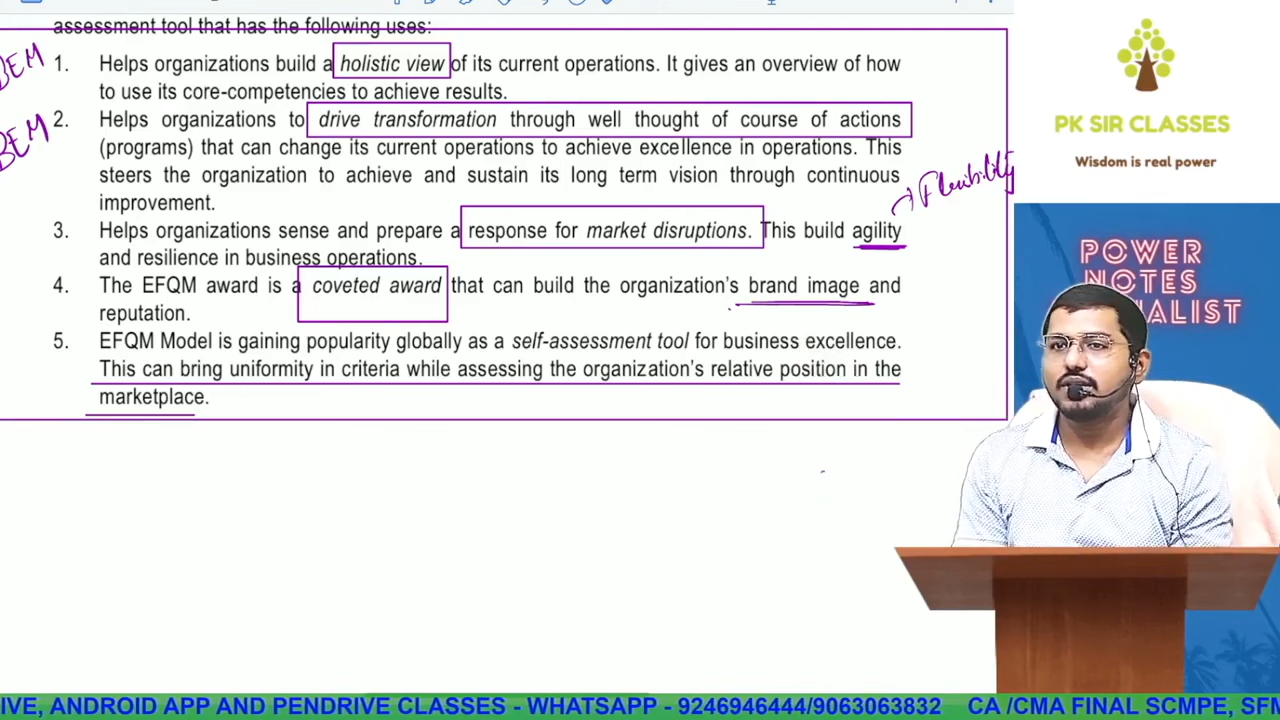 assessment tool that has the following uses:
1. Helps organizations build a holistic view of its current operations. It gives an overview of how
to use its core-competencies to achieve results.
2. Helps organizations to drive transformation through well thought of course of actions
(programs) that can change its current operations to achieve excellence in operations. This
steers the organization to achieve and sustain its long term vision through continuous
improvement.
3. Helps organizations sense and prepare a response for market disruptions. This build agility
and resilience in business operations.
4. The EFQM award is a coveted award that can build the organization's brand image and
reputation.
5. EFQM Model is gaining popularity globally as a self-assessment tool for business excellence.
This can bring uniformity in criteria while assessing the organization's relative position in the
marketplace.
BEM
BEM
Flexibility
PK SIR CLASSES
Wisdom is real power
POWER
NOTES
IALIST
IVE, ANDROID APP AND PENDRIVE CLASSES - WHATSAPP - 9246946444/9063063832 CA /CMA FINAL SCMPE, SFM